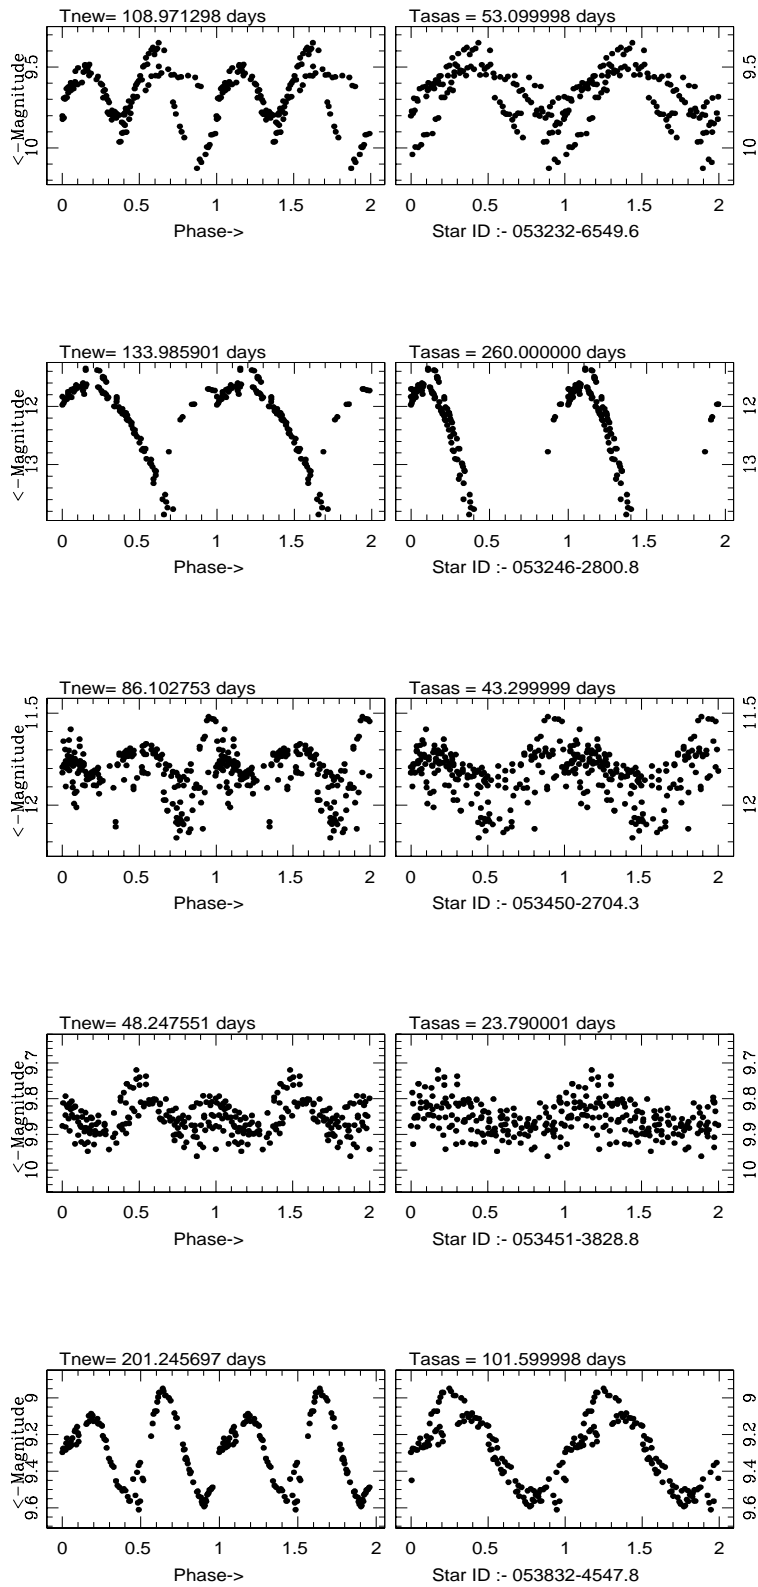 Tnew= 108.971298 days Tasas = 53.099998 days
<-Magnitude
9.5
10
9.5
10
0 0.5 1 1.5 2 0 0.5 1 1.5 2
Phase-> Star ID :- 053232-6549.6
Tnew= 133.985901 days Tasas = 260.000000 days
<-Magnitude
12
13
12
13
0 0.5 1 1.5 2 0 0.5 1 1.5 2
Phase-> Star ID :- 053246-2800.8
Tnew= 86.102753 days Tasas = 43.299999 days
<-Magnitude
11.5
12
11.5
12
0 0.5 1 1.5 2 0 0.5 1 1.5 2
Phase-> Star ID :- 053450-2704.3
Tnew= 48.247551 days Tasas = 23.790001 days
<-Magnitude
9.7
9.8
9.9
10
9.7
9.8
9.9
10
0 0.5 1 1.5 2 0 0.5 1 1.5 2
Phase-> Star ID :- 053451-3828.8
Tnew= 201.245697 days Tasas = 101.599998 days
<-Magnitude
9
9.2
9.4
9.6
9
9.2
9.4
9.6
0 0.5 1 1.5 2 0 0.5 1 1.5 2
Phase-> Star ID :- 053832-4547.8